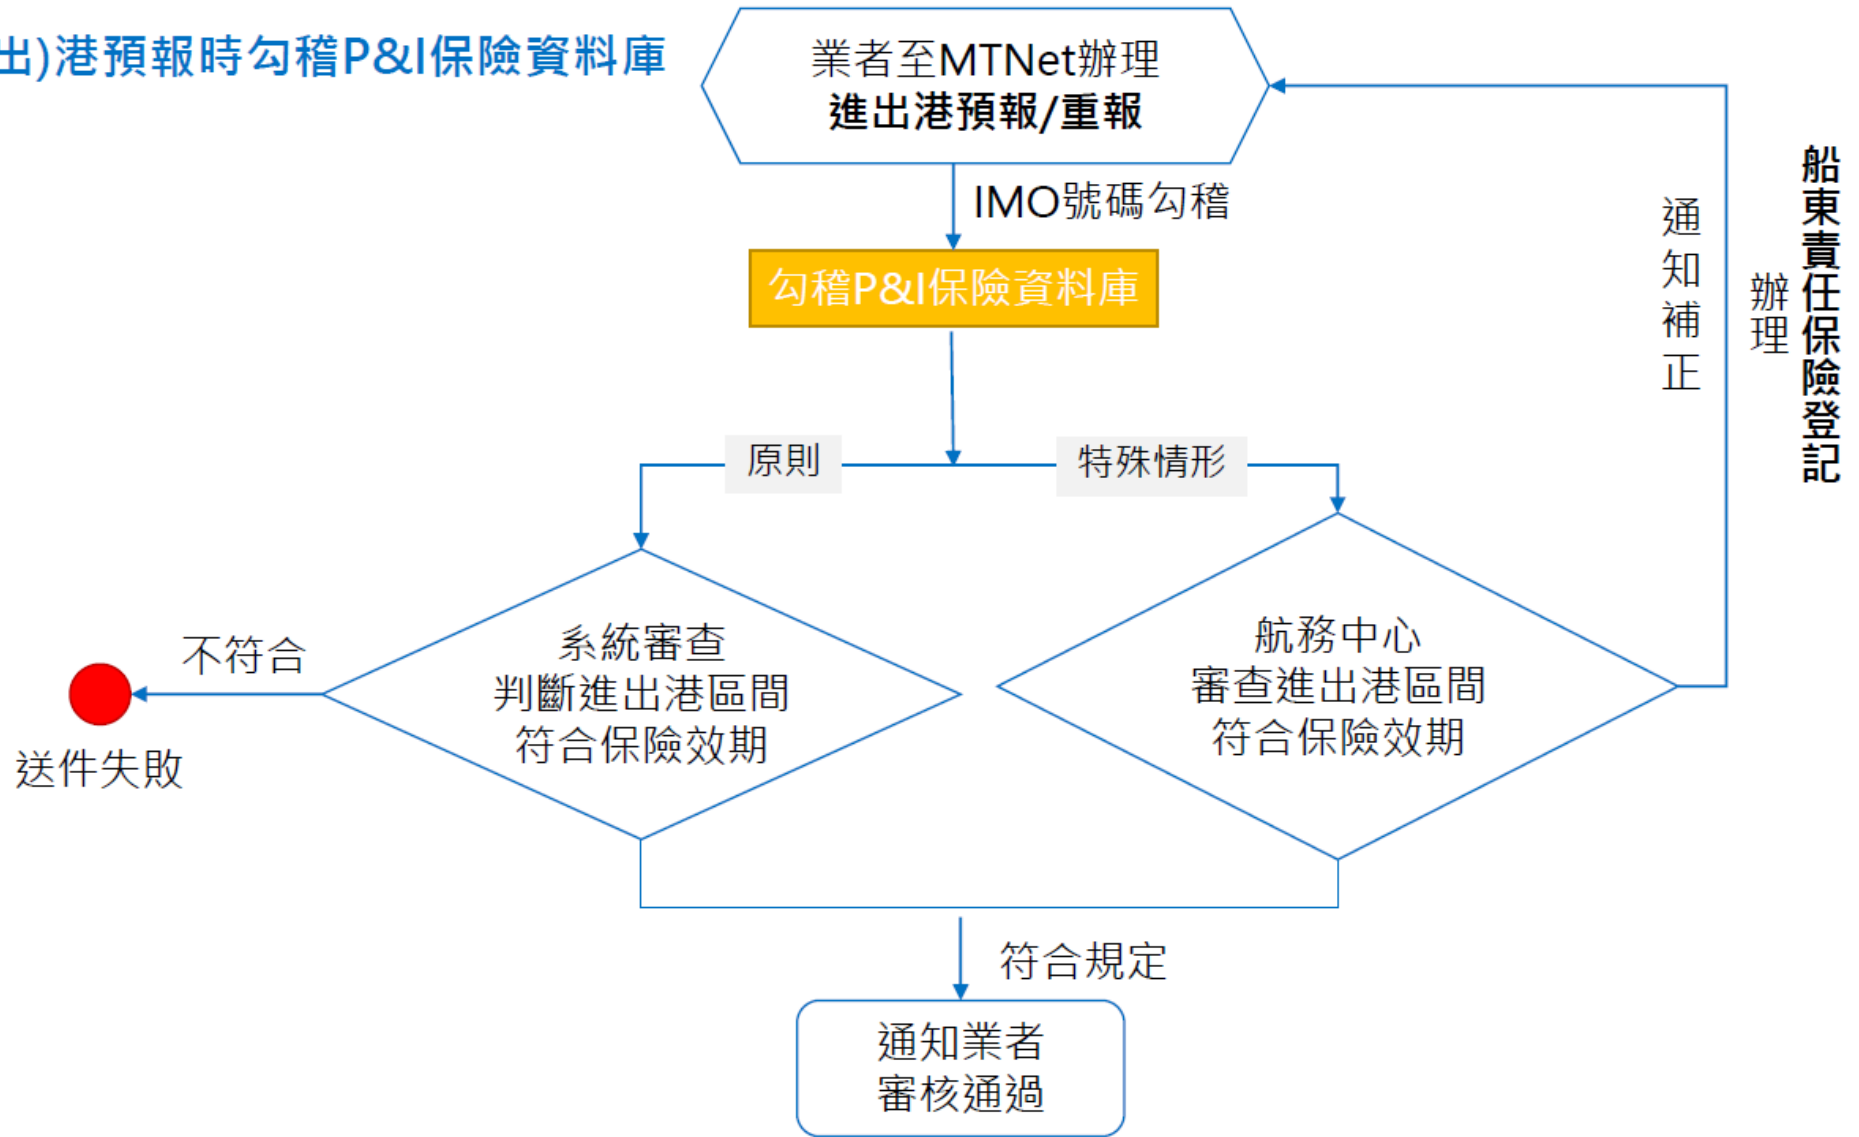 出)港預報時勾稽P&I保險資料庫
業者至MTNet辦理
進出港預報/重報
IMO號碼勾稽
勾稽P&I保險資料庫
通知補正
辦理
船東責任保險登記
原則
特殊情形
不符合
送件失敗
系統審查
判斷進出港區間
符合保險效期
航務中心
審查進出港區間
符合保險效期
符合規定
通知業者
審核通過